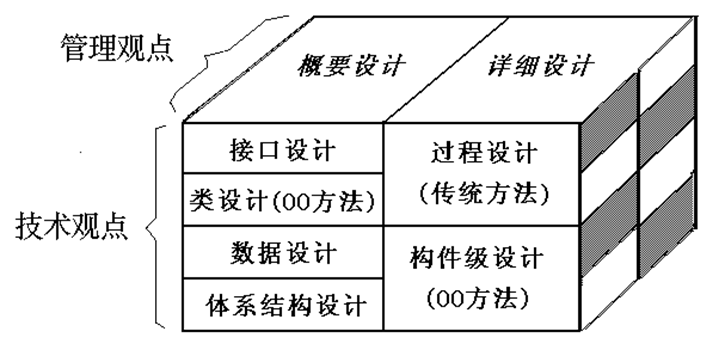 管理观点
概要设计
详细设计
技术观点
接口设计
类设计(OO方法)
数据设计
体系结构设计
过程设计
(传统方法)
构件级设计
(OO方法)